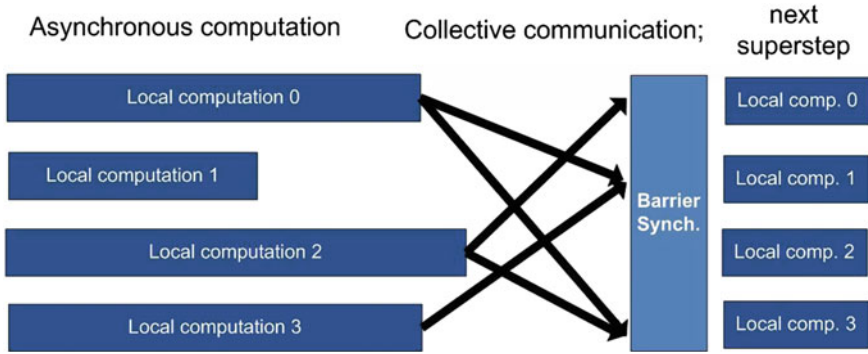 Asynchronous computation
Collective communication;
next
superstep
Local computation 0
Local computation 1
Local computation 2
Local computation 3
Barrier
Synch.
Local comp. 0
Local comp. 1
Local comp. 2
Local comp. 3